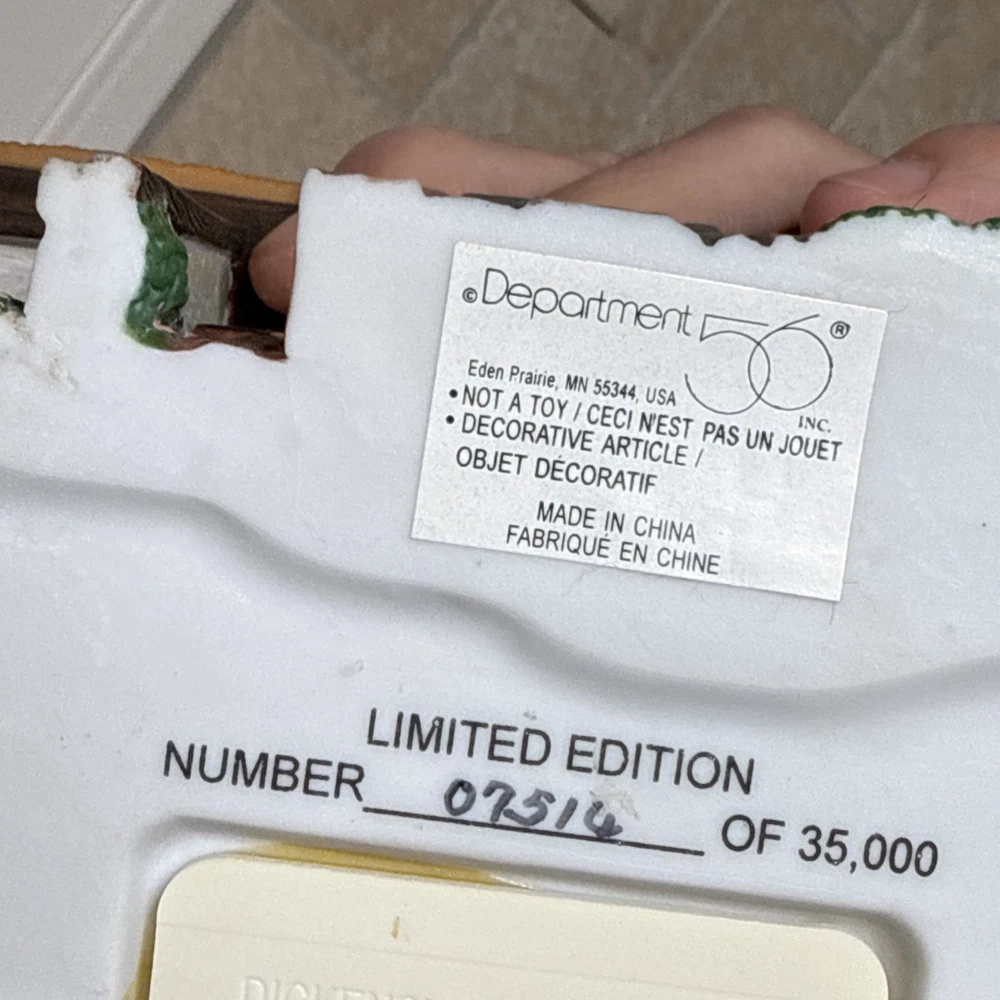 © Department 56 ®
INC.
Eden Prairie, MN 55344, USA
• NOT A TOY / CECI N'EST PAS UN JOUET
• DECORATIVE ARTICLE /
OBJET DÉCORATIF
MADE IN CHINA
FABRIQUÉ EN CHINE
LIMITED EDITION
NUMBER 07514 OF 35,000